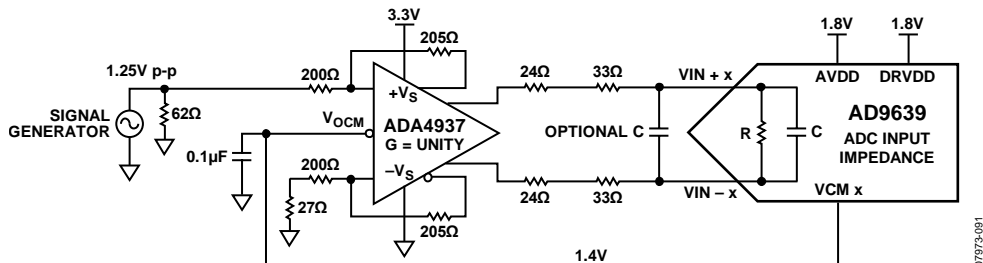 3.3V
205Ω
1.8V
1.8V
1.25V p-p
200Ω
24Ω
33Ω
VIN + x
AVDD
DRVDD
+VS
SIGNAL
GENERATOR
62Ω
VOCM
ADA4937
G = UNITY
OPTIONAL C
R
C
AD9639
ADC INPUT
IMPEDANCE
0.1µF
200Ω
–VS
24Ω
33Ω
VIN – x
VCM x
27Ω
205Ω
1.4V
07973-091